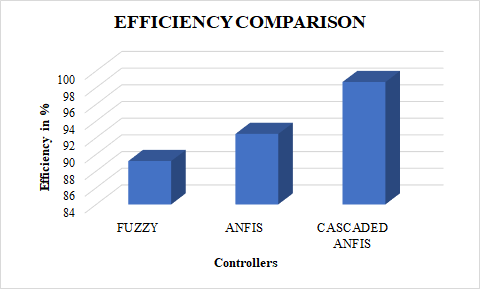 EFFICIENCY COMPARISON
100
98
96
94
92
90
88
86
84
Efficiency in %
FUZZY
ANFIS
CASCADED
ANFIS
Controllers